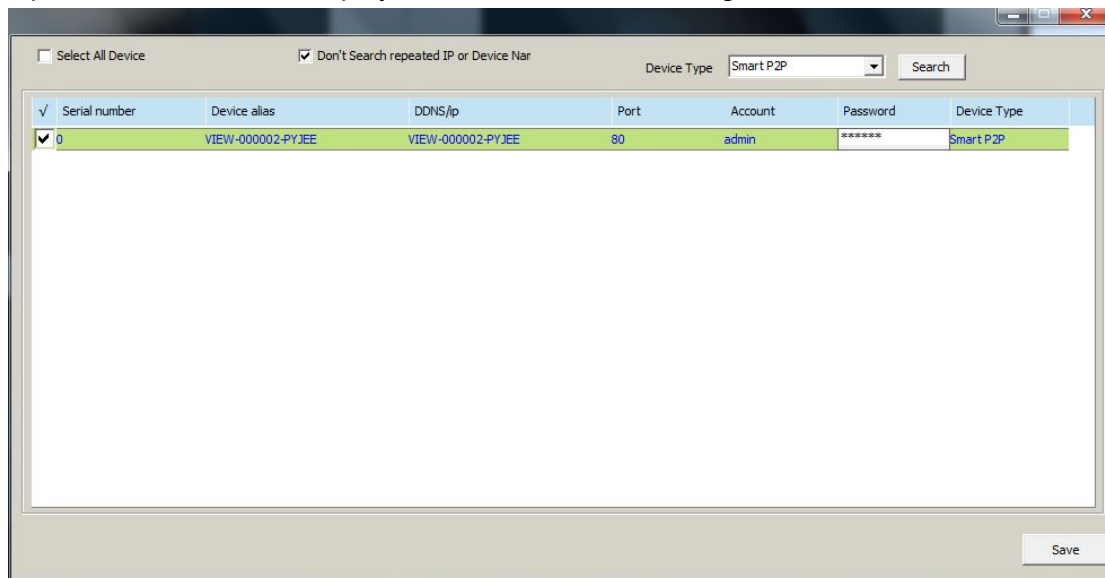 Select All Device
Don't Search repeated IP or Device Nar
Device Type
Smart P2P
Search
√ Serial number Device alias DDNS/ip Port Account Password Device Type
0 VIEW-000002-PYJEE VIEW-000002-PYJEE 80 admin ****** Smart P2P
Save